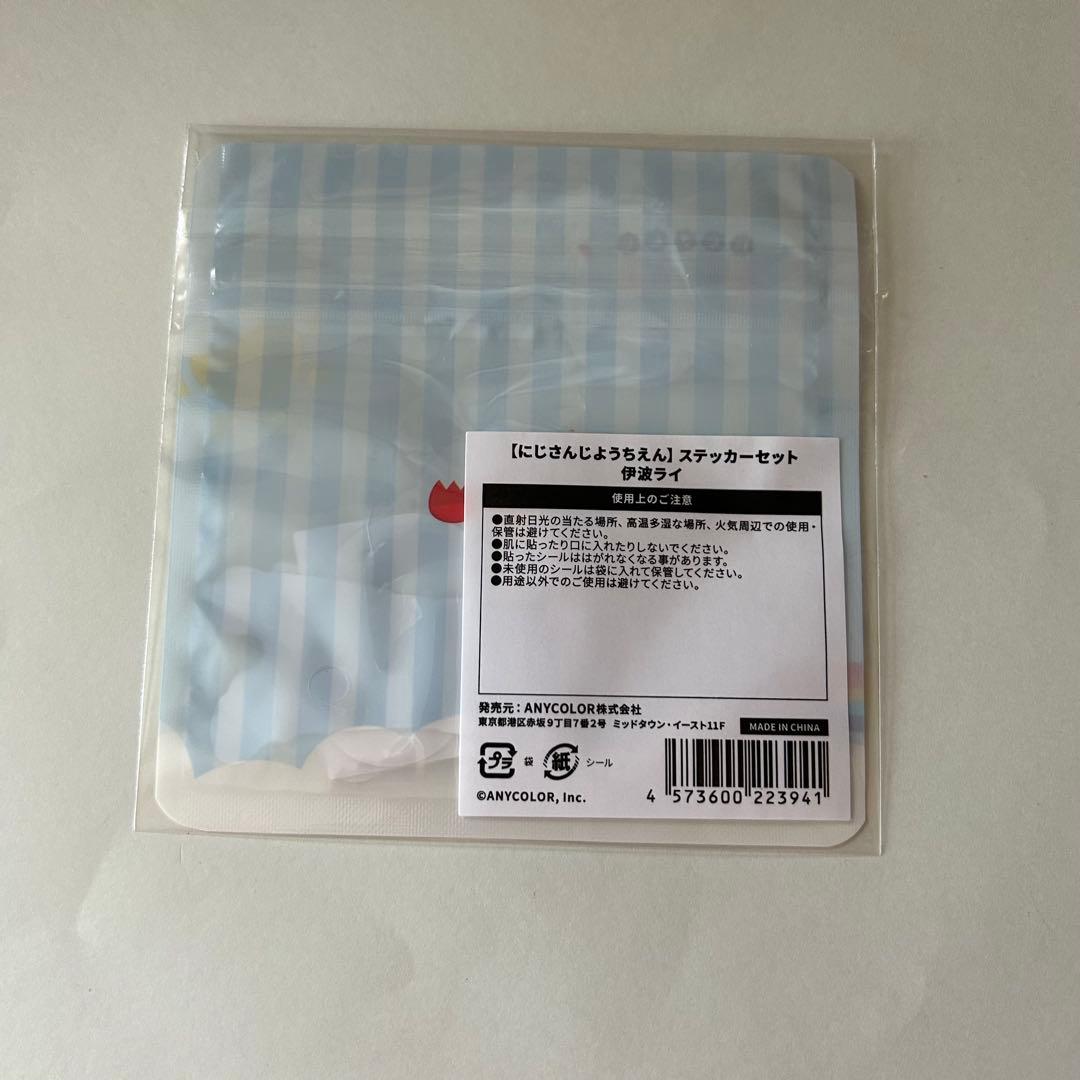 【にじさんじようちえん】ステッカーセット
伊波ライ
使用上のご注意
●直射日光の当たる場所、高温多湿な場所、火気周辺での使用・
保管は避けてください。
●肌に貼ったり口に入れたりしないでください。
●貼ったシールははがれなくなる事があります。
●未使用のシールは袋に入れて保管してください。
●用途以外でのご使用は避けてください。
発売元：ANYCOLOR株式会社
東京都港区赤坂9丁目7番2号 ミッドタウン・イースト11F
MADE IN CHINA
プラ 袋 紙 シール
©ANYCOLOR, Inc.
4 573600 223941